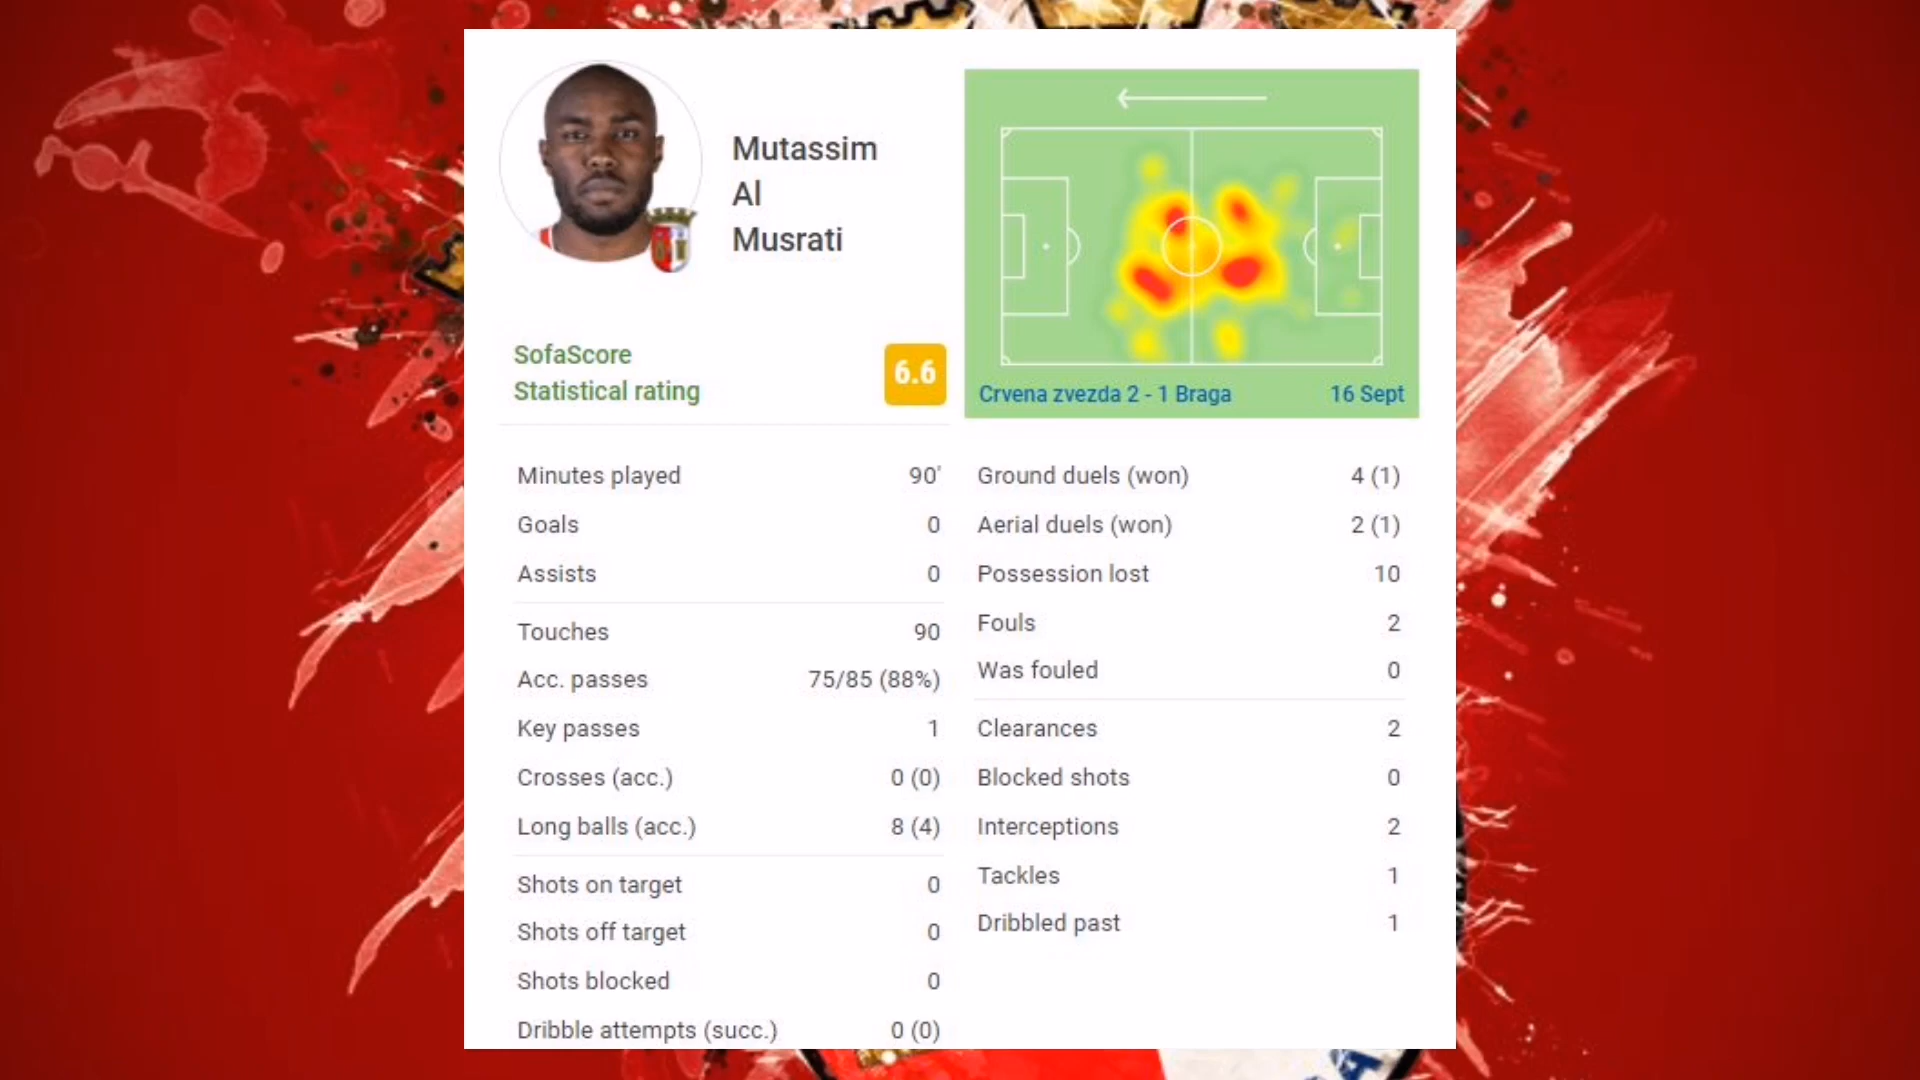 Mutassim
Al
Musrati
SofaScore
Statistical rating
6.6
Crvena zvezda 2 - 1 Braga 16 Sept
Minutes played 90'
Goals 0
Assists 0
Touches 90
Acc. passes 75/85 (88%)
Key passes 1
Crosses (acc.) 0 (0)
Long balls (acc.) 8 (4)
Shots on target 0
Shots off target 0
Shots blocked 0
Dribble attempts (succ.) 0 (0)
Ground duels (won) 4 (1)
Aerial duels (won) 2 (1)
Possession lost 10
Fouls 2
Was fouled 0
Clearances 2
Blocked shots 0
Interceptions 2
Tackles 1
Dribbled past 1